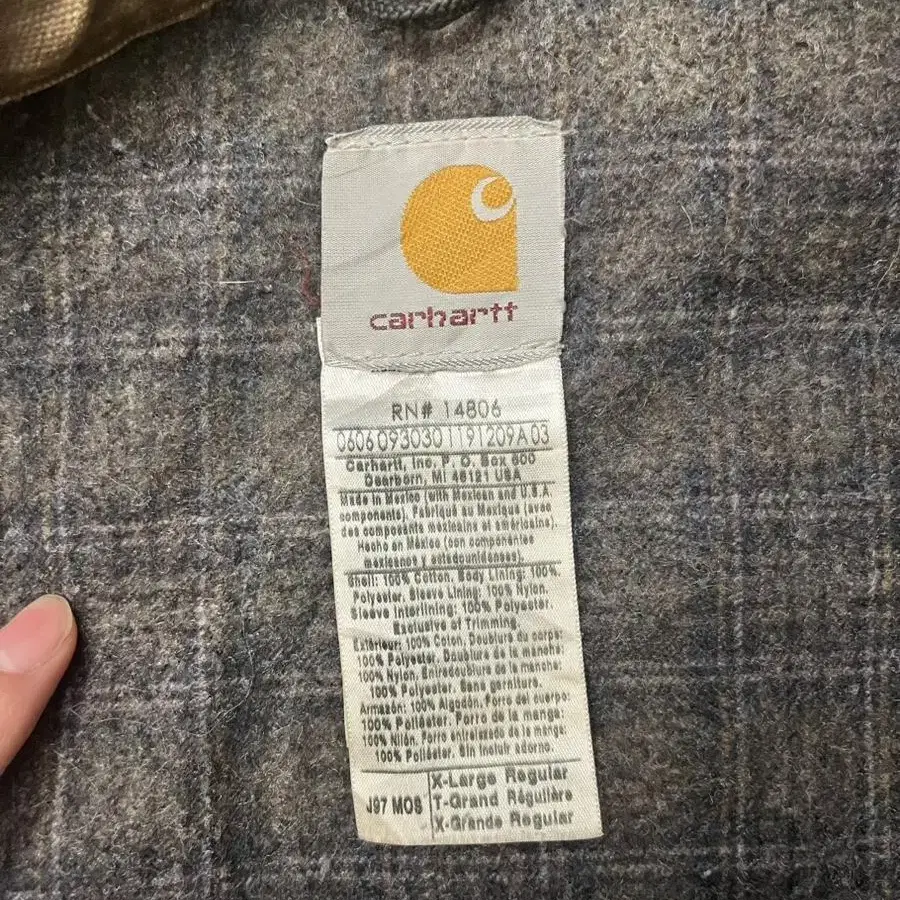 carhartt
RN# 14806
0606093030119I209A03
Carhartt, Inc. P. O. Box 600
Dearborn, MI 48121 USA
Made in Mexico (with Mexican and U.S.A.
components). Fabriqué au Mexique (avec
des composants mexicains et américains).
Hecho en México (con componentes
mexicanos y estadounidenses).
Shell: 100% Cotton. Body Lining: 100%
Polyester. Sleeve Lining: 100% Nylon.
Sleeve Interlining: 100% Polyester.
Exclusive of Trimming.
Extérieur: 100% Coton. Doublure du corps:
100% Polyester. Doublure de la manche:
100% Nylon. Entredoublure de la manche:
100% Polyester. Sans garniture.
Armazón: 100% Algodón. Forro del cuerpo:
100% Poliéster. Forro de la manga:
100% Nilón. Forro entrelazado de la manga:
100% Poliéster. Sin incluir adorno.
J97 MOS
X-Large Regular
T-Grand Régulière
X-Grande Regular